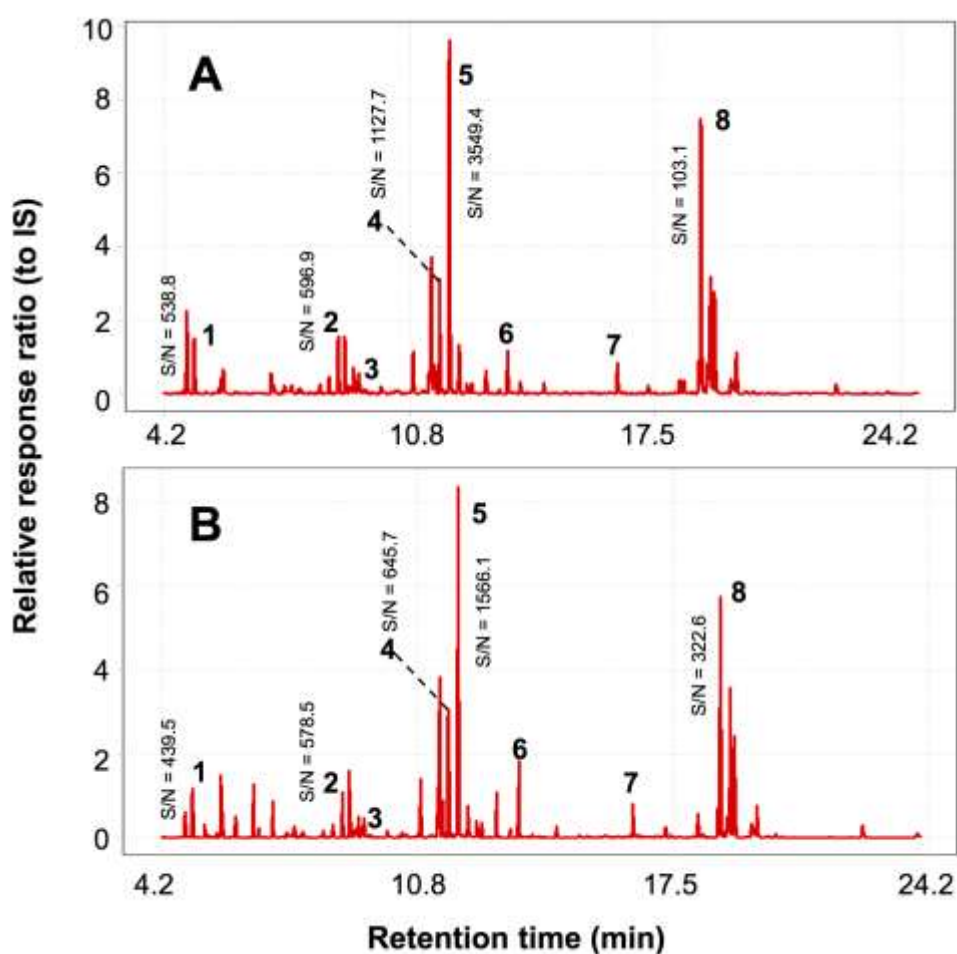 Relative response ratio (to IS)
10
8
6
4
2
0
A
S/N = 538.8
1
S/N = 596.9
2
3
S/N = 1127.7
4
5
S/N = 3549.4
6
7
S/N = 103.1
8
4.2
10.8
17.5
24.2
8
6
4
2
0
B
S/N = 439.5
1
S/N = 578.5
2
3
S/N = 645.7
4
5
S/N = 1566.1
6
7
S/N = 322.6
8
4.2
10.8
17.5
24.2
Retention time (min)